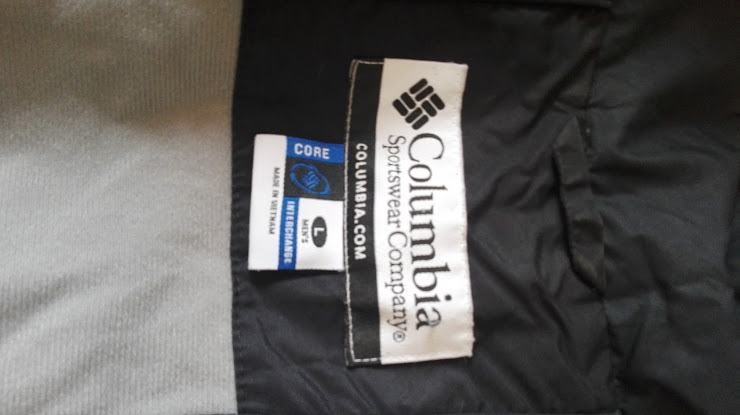 Columbia
Sportswear Company®
COLUMBIA.COM
CORE
INTERCHANGE
L
MEN'S
MADE IN VIETNAM